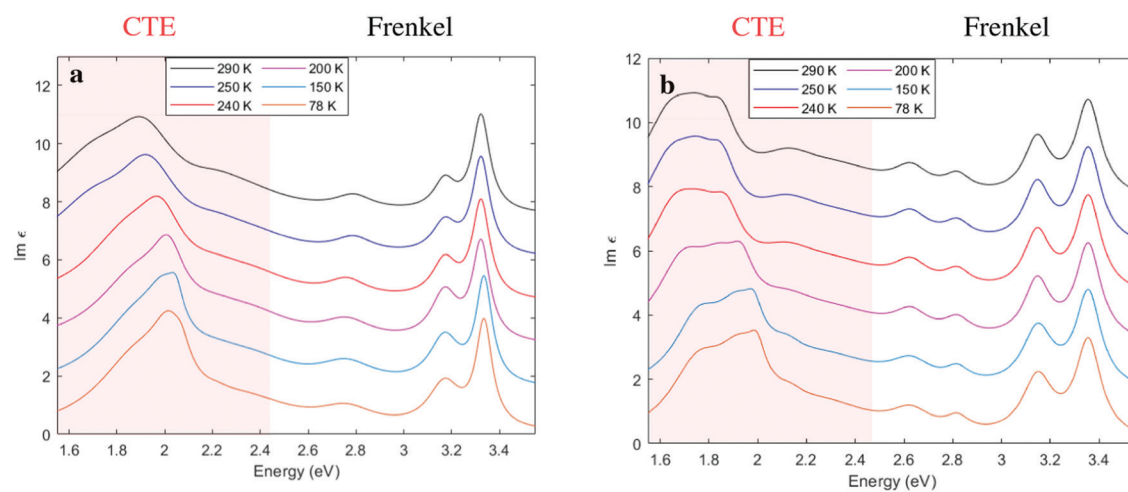 CTE Frenkel
a
290 K 200 K
250 K 150 K
240 K 78 K
Im ϵ
12
10
8
6
4
2
0
1.6 1.8 2 2.2 2.4 2.6 2.8 3 3.2 3.4
Energy (eV)
CTE Frenkel
b
290 K 200 K
250 K 150 K
240 K 78 K
Im ϵ
12
10
8
6
4
2
0
1.6 1.8 2 2.2 2.4 2.6 2.8 3 3.2 3.4
Energy (eV)